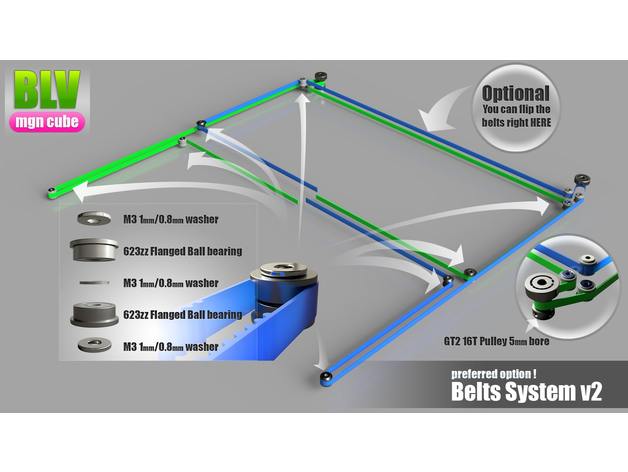 BLV
mgn cube
Optional
You can flip the
belts right HERE
M3 1mm/0.8mm washer
623zz Flanged Ball bearing
M3 1mm/0.8mm washer
623zz Flanged Ball bearing
M3 1mm/0.8mm washer
GT2 16T Pulley 5mm bore
preferred option !
Belts System v2